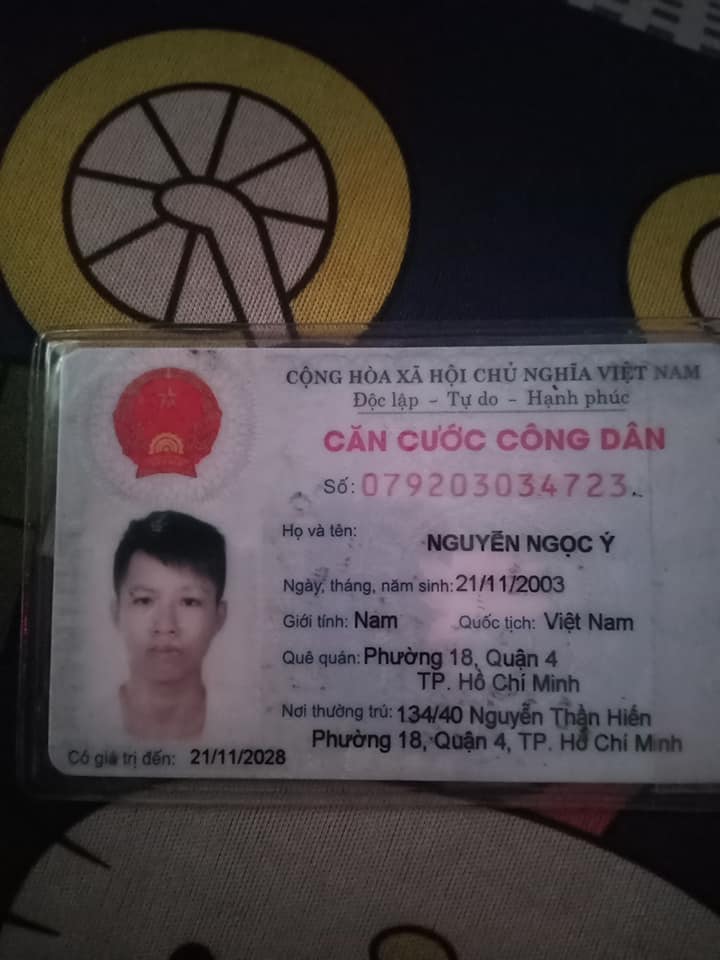 CỘNG HÒA XÃ HỘI CHỦ NGHĨA VIỆT NAM
Độc lập - Tự do - Hạnh phúc
CĂN CƯỚC CÔNG DÂN
Số: 079203034723
Họ và tên: NGUYỄN NGỌC Ý
Ngày, tháng, năm sinh: 21/11/2003
Giới tính: Nam Quốc tịch: Việt Nam
Quê quán: Phường 18, Quận 4
TP. Hồ Chí Minh
Nơi thường trú: 134/40 Nguyễn Thần Hiến
Phường 18, Quận 4, TP. Hồ Chí Minh
Có giá trị đến: 21/11/2028